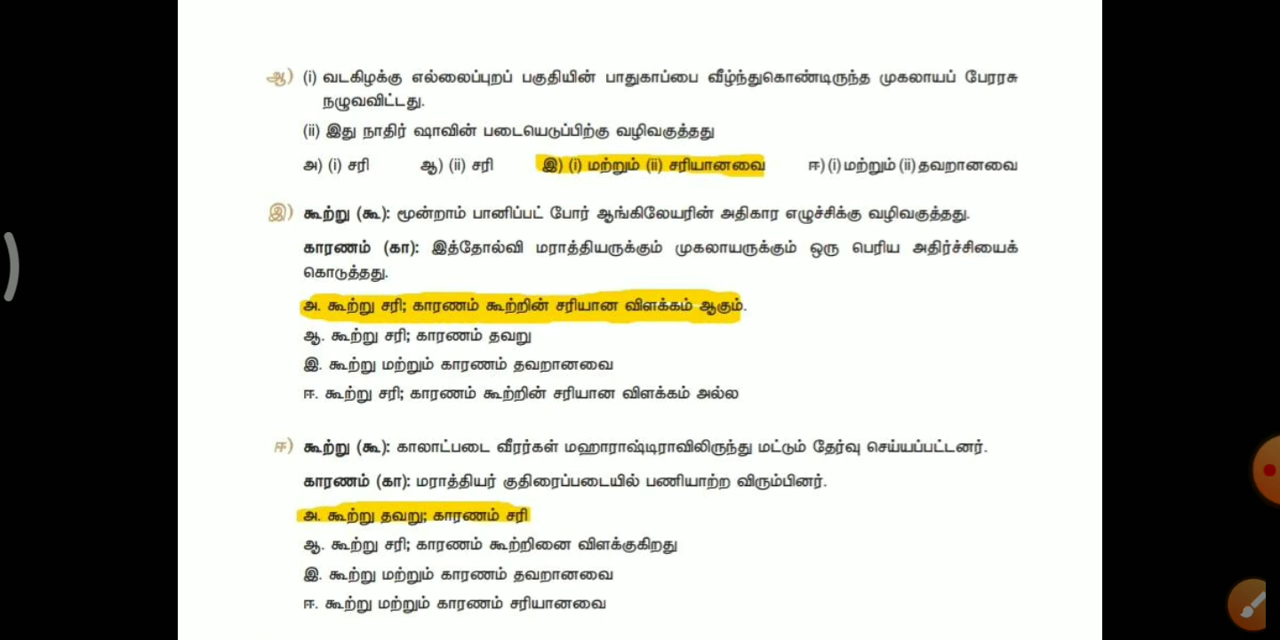 ஆ) (i) வடகிழக்கு எல்லைப்புறப் பகுதியின் பாதுகாப்பை வீழ்ந்துகொண்டிருந்த முகலாயப் பேரரசு
நழுவவிட்டது.
(ii) இது நாதிர் ஷாவின் படையெடுப்பிற்கு வழிவகுத்தது
அ) (i) சரி ஆ) (ii) சரி இ) (i) மற்றும் (ii) சரியானவை ஈ) (i) மற்றும் (ii) தவறானவை
இ) கூற்று (கூ): மூன்றாம் பானிப்பட் போர் ஆங்கிலேயரின் அதிகார எழுச்சிக்கு வழிவகுத்தது.
காரணம் (கா): இத்தோல்வி மராத்தியருக்கும் முகலாயருக்கும் ஒரு பெரிய அதிர்ச்சியைக்
கொடுத்தது.
அ. கூற்று சரி; காரணம் கூற்றின் சரியான விளக்கம் ஆகும்.
ஆ. கூற்று சரி; காரணம் தவறு
இ. கூற்று மற்றும் காரணம் தவறானவை
ஈ. கூற்று சரி; காரணம் கூற்றின் சரியான விளக்கம் அல்ல
ஈ) கூற்று (கூ): காலாட்படை வீரர்கள் மஹாராஷ்டிராவிலிருந்து மட்டும் தேர்வு செய்யப்பட்டனர்.
காரணம் (கா): மராத்தியர் குதிரைப்படையில் பணியாற்ற விரும்பினர்.
அ. கூற்று தவறு; காரணம் சரி
ஆ. கூற்று சரி; காரணம் கூற்றினை விளக்குகிறது
இ. கூற்று மற்றும் காரணம் தவறானவை
ஈ. கூற்று மற்றும் காரணம் சரியானவை